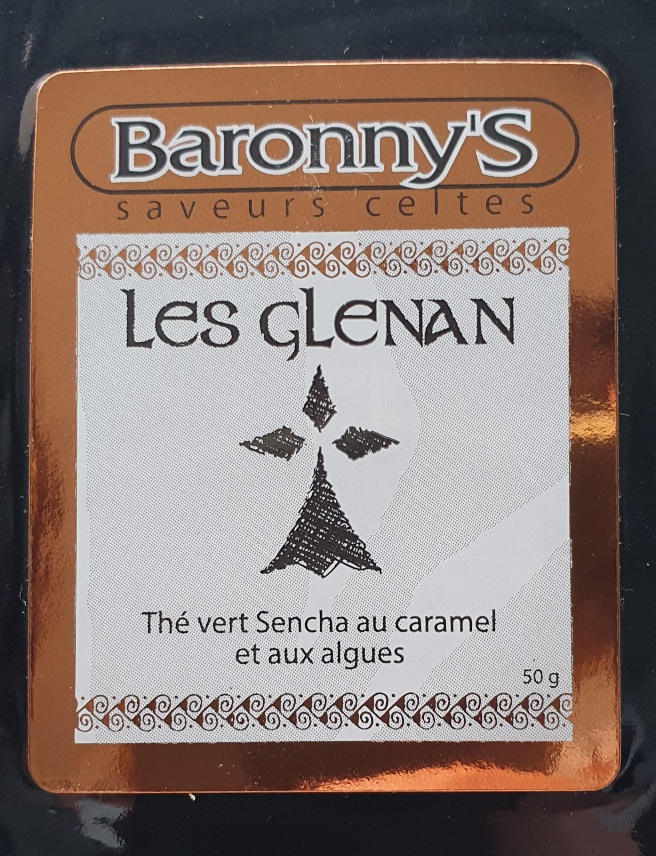 Baronny'S
saveurs celtes
Les GLENAN
Thé vert Sencha au caramel
et aux algues
50 g